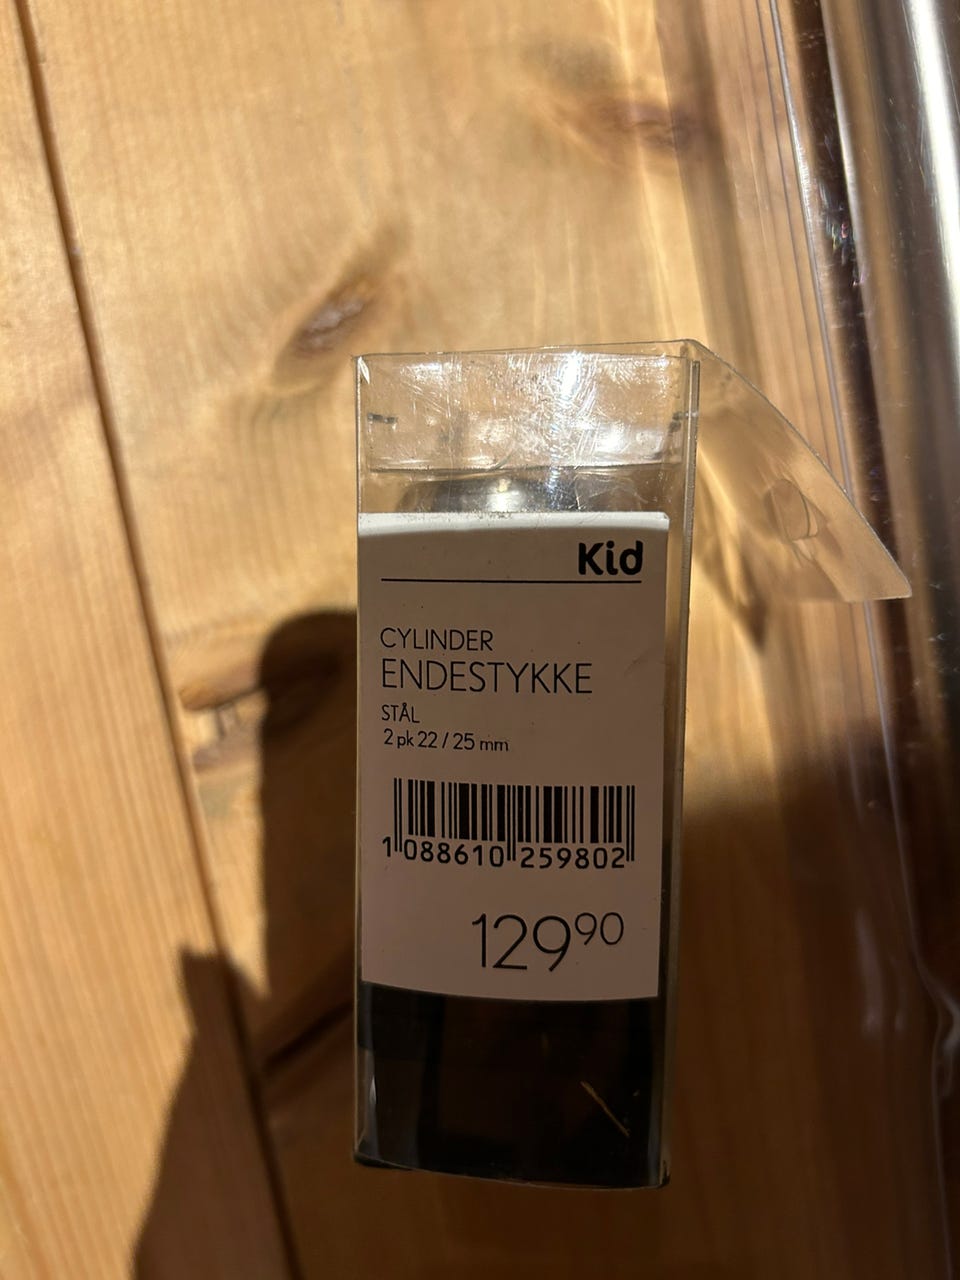 Kid
CYLINDER
ENDESTYKKE
STÅL
2 pk 22 / 25 mm
1 088610 259802
129 90